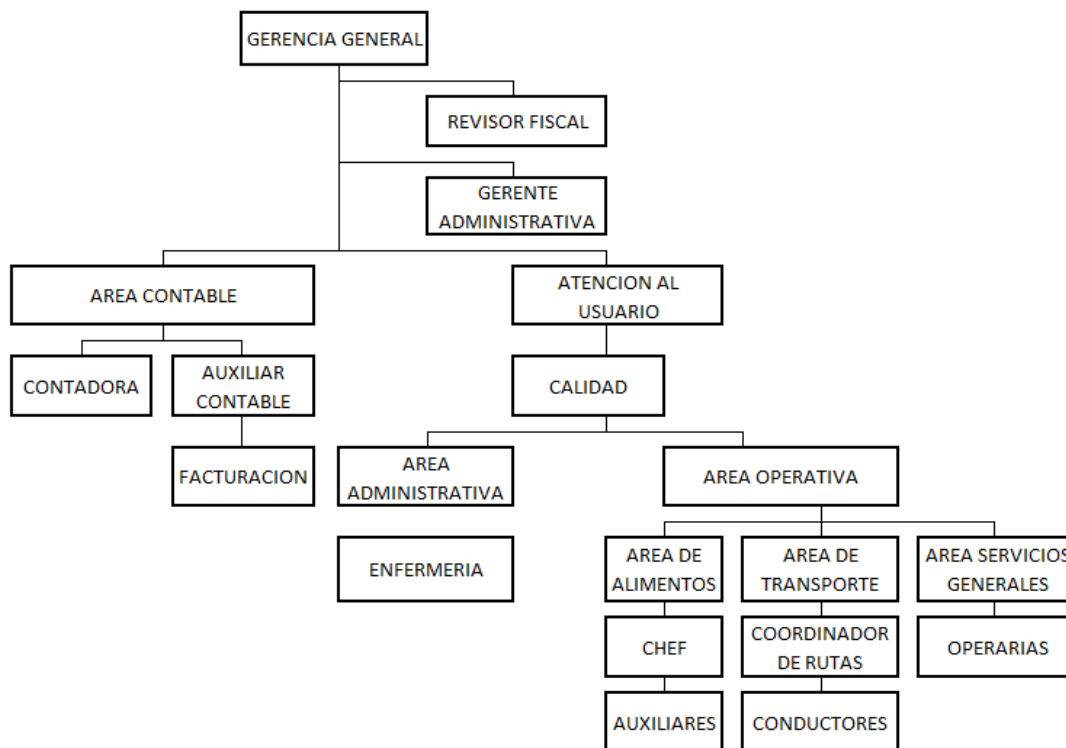 GERENCIA GENERAL
REVISOR FISCAL
GERENTE
ADMINISTRATIVA
AREA CONTABLE
ATENCION AL
USUARIO
CONTADORA
AUXILIAR
CONTABLE
CALIDAD
FACTURACION
AREA
ADMINISTRATIVA
AREA OPERATIVA
ENFERMERIA
AREA DE
ALIMENTOS
AREA DE
TRANSPORTE
AREA SERVICIOS
GENERALES
CHEF
COORDINADOR
DE RUTAS
OPERARIAS
AUXILIARES
CONDUCTORES